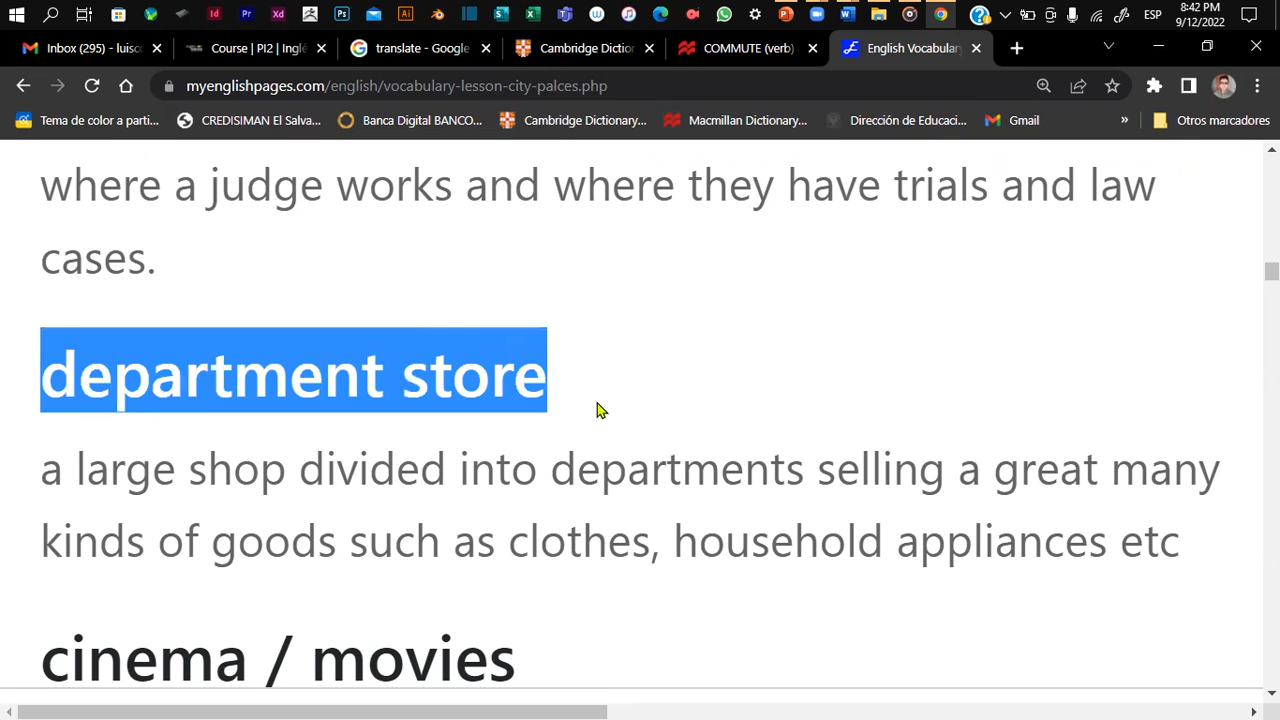 8:42 PM
ESP
9/12/2022
Inbox (295) - luisco
Course | PI2 | Inglé
translate - Google
Cambridge Dictior
COMMUTE (verb)
English Vocabular
myenglishpages.com/english/vocabulary-lesson-city-palces.php
Tema de color a parti...
CREDISIMAN El Salva...
Banca Digital BANCO...
Cambridge Dictionary...
Macmillan Dictionary...
Dirección de Educaci...
Gmail
»
Otros marcadores
where a judge works and where they have trials and law
cases.
department store
a large shop divided into departments selling a great many
kinds of goods such as clothes, household appliances etc
cinema / movies